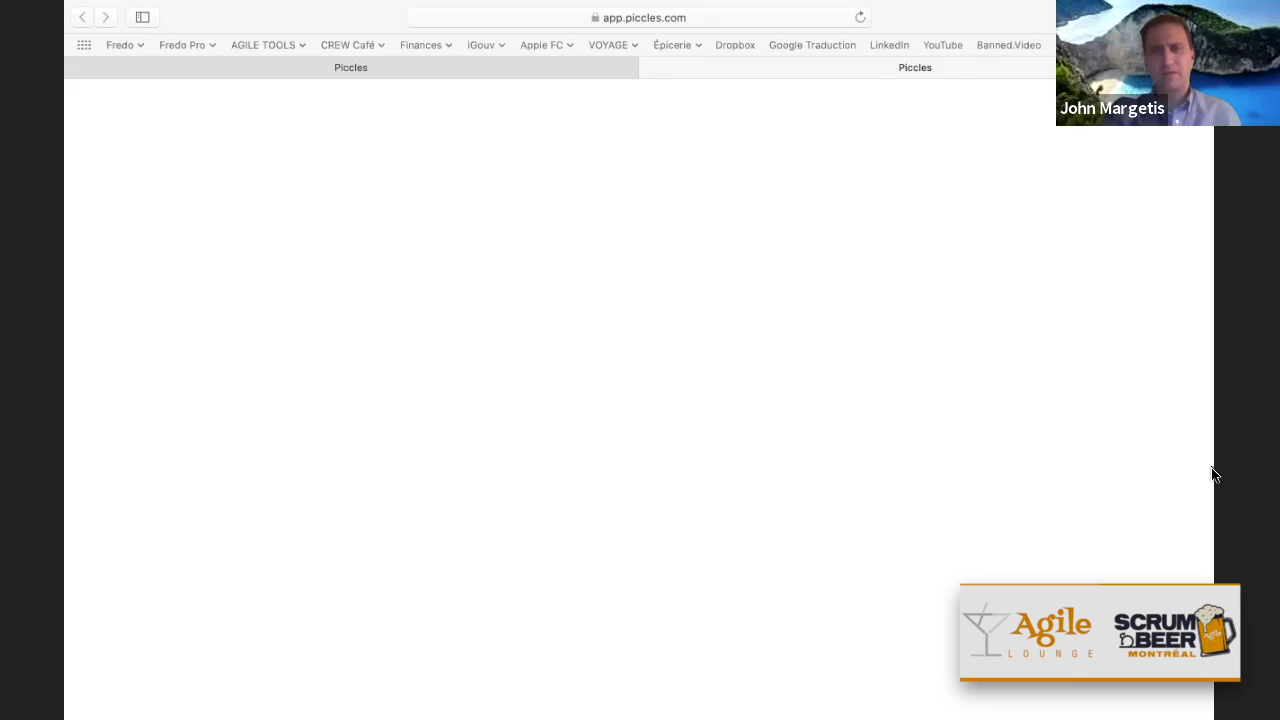 app.piccles.com
Fredo Fredo Pro AGILE TOOLS CREW Café Finances iGouv Apple FC VOYAGE Épicerie Dropbox Google Traduction LinkedIn YouTube Banned.Video
Piccles Piccles
John Margetis
Agile
LOUNGE
SCRUM
BEER
MONTRÉAL
Agile